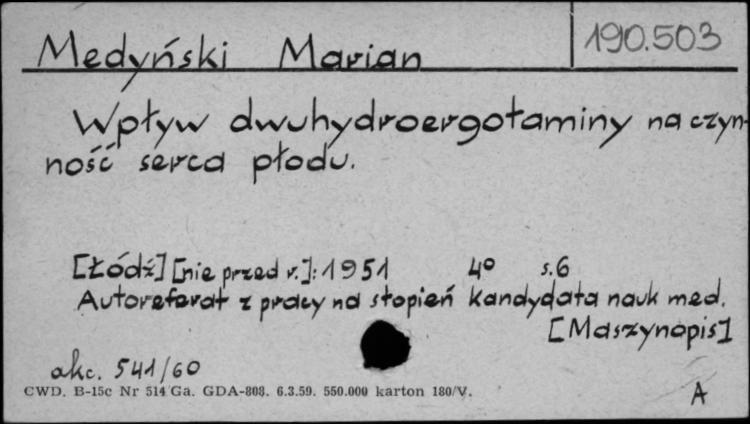 Medyński Marian 190.503
Wpływ dwuhydroergotaminy na czyn-
ność serca płodu.
[Łódź] [nie przed r.]: 1951 4° s.6
Autoreferat z pracy na stopień kandydata nauk med.
[Maszynopis]
akc. 541/60
CWD. B-15c Nr 514 Ga. GDA-808. 6.3.59. 550.000 karton 180/V.
A